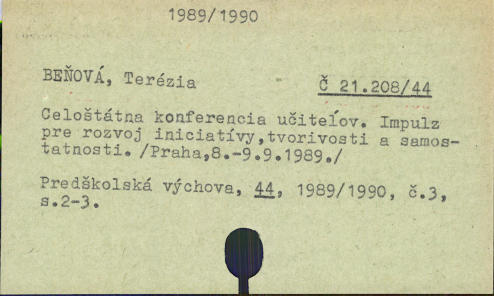 1989/1990
BEŇOVÁ, Terézia
Č 21.208/44
Celoštátna konferencia učiteľov. Impulz
pre rozvoj iniciatívy,tvorivosti a samos-
tatnosti. /Praha,8.-9.9.1989./
Predškolská výchova, 44, 1989/1990, č.3,
s.2-3.